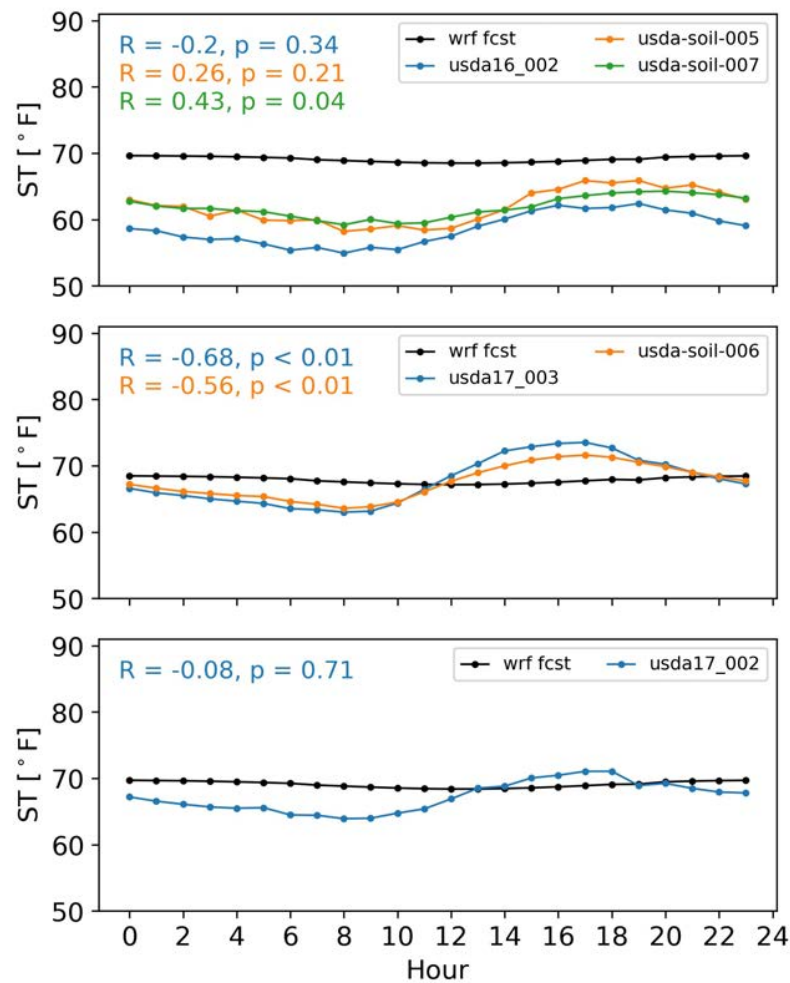 R = -0.2, p = 0.34
R = 0.26, p = 0.21
R = 0.43, p = 0.04
wrf fcst
usda16_002
usda-soil-005
usda-soil-007
ST [°F]
90
80
70
60
50
R = -0.68, p < 0.01
R = -0.56, p < 0.01
wrf fcst
usda17_003
usda-soil-006
ST [°F]
90
80
70
60
50
R = -0.08, p = 0.71
wrf fcst
usda17_002
ST [°F]
90
80
70
60
50
0 2 4 6 8 10 12 14 16 18 20 22 24
Hour